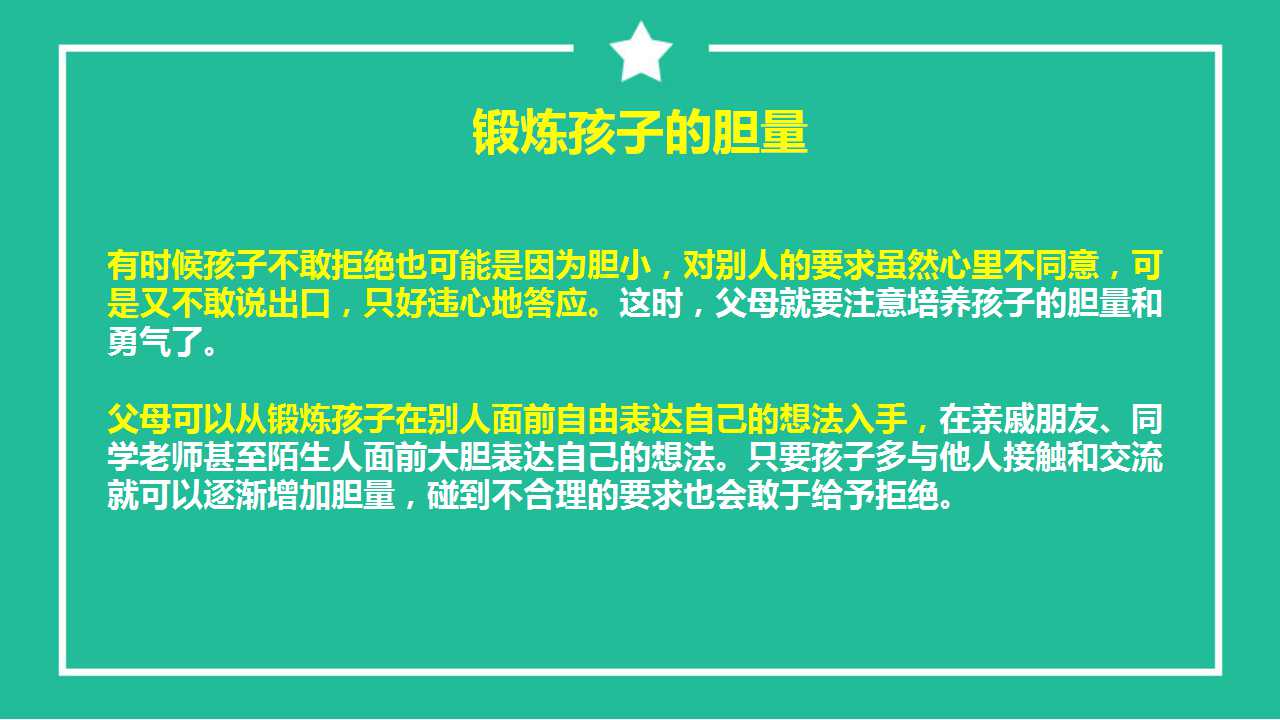 锻炼孩子的胆量
有时候孩子不敢拒绝也可能是因为胆小，对别人的要求虽然心里不同意，可
是又不敢说出口，只好违心地答应。这时，父母就要注意培养孩子的胆量和
勇气了。
父母可以从锻炼孩子在别人面前自由表达自己的想法入手，在亲戚朋友、同
学老师甚至陌生人面前大胆表达自己的想法。只要孩子多与他人接触和交流
就可以逐渐增加胆量，碰到不合理的要求也会敢于给予拒绝。